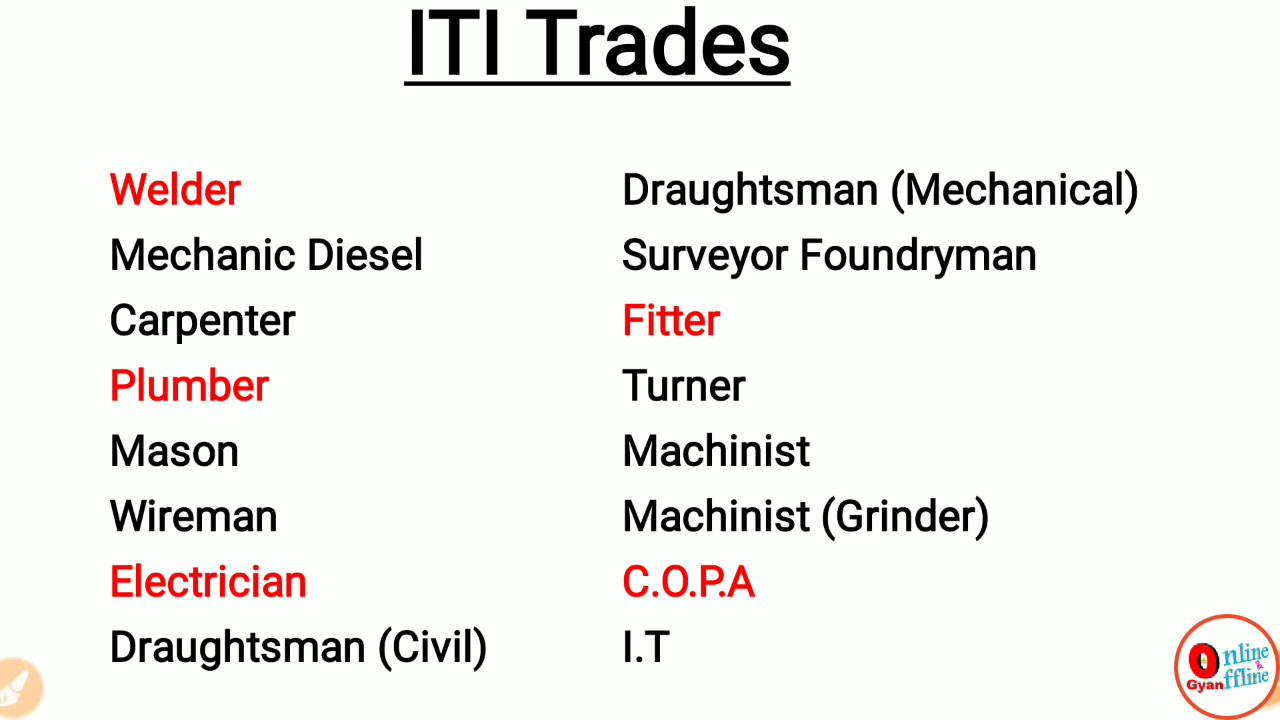 ITI Trades
Welder
Mechanic Diesel
Carpenter
Plumber
Mason
Wireman
Electrician
Draughtsman (Civil)
Draughtsman (Mechanical)
Surveyor Foundryman
Fitter
Turner
Machinist
Machinist (Grinder)
C.O.P.A
I.T
Online
&
Gyan ffline